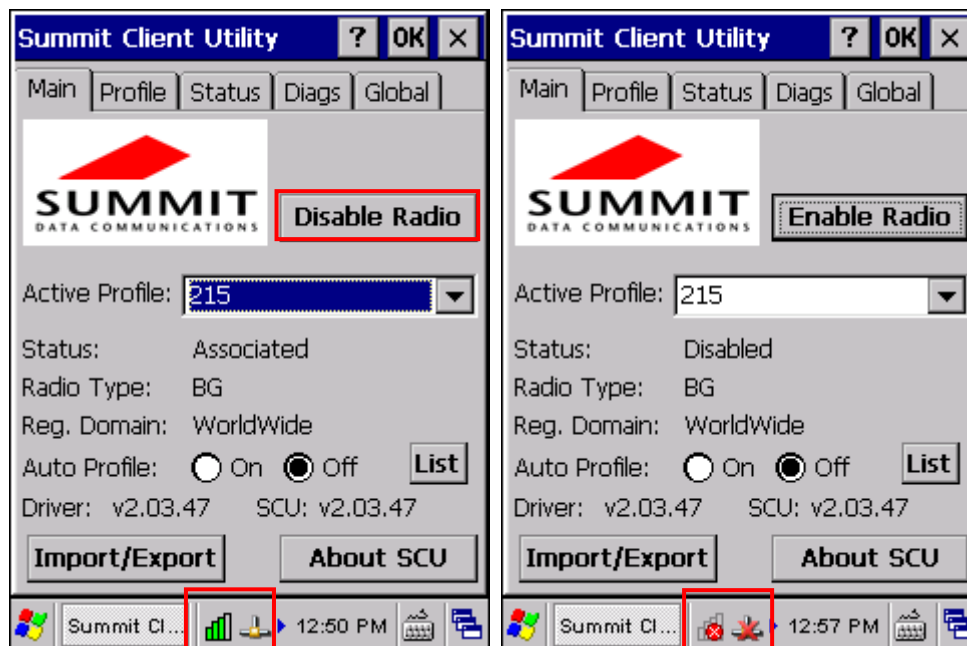 Summit Client Utility ? OK ×
Main Profile Status Diags Global
SUMMIT
DATA COMMUNICATIONS
Disable Radio
Active Profile: 215
Status: Associated
Radio Type: BG
Reg. Domain: WorldWide
Auto Profile: On Off List
Driver: v2.03.47 SCU: v2.03.47
Import/Export About SCU
Summit Cl... 12:50 PM
Summit Client Utility ? OK ×
Main Profile Status Diags Global
SUMMIT
DATA COMMUNICATIONS
Enable Radio
Active Profile: 215
Status: Disabled
Radio Type: BG
Reg. Domain: WorldWide
Auto Profile: On Off List
Driver: v2.03.47 SCU: v2.03.47
Import/Export About SCU
Summit Cl... 12:57 PM